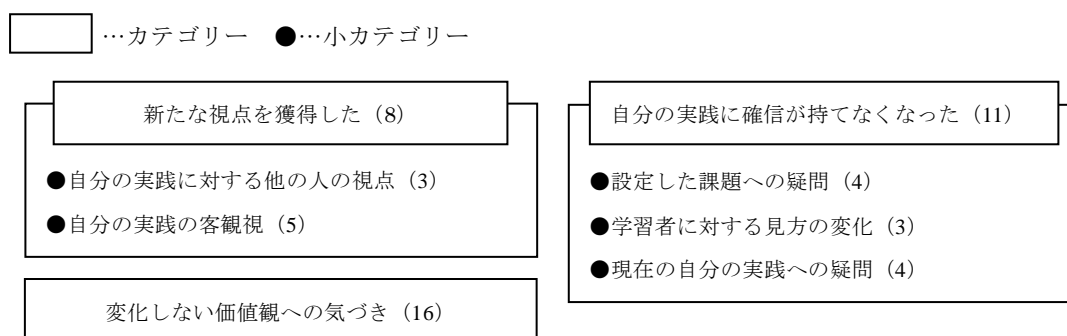 …カテゴリー ●…小カテゴリー
新たな視点を獲得した（8）
●自分の実践に対する他の人の視点（3）
●自分の実践の客観視（5）
変化しない価値観への気づき（16）
自分の実践に確信が持てなくなった（11）
●設定した課題への疑問（4）
●学習者に対する見方の変化（3）
●現在の自分の実践への疑問（4）